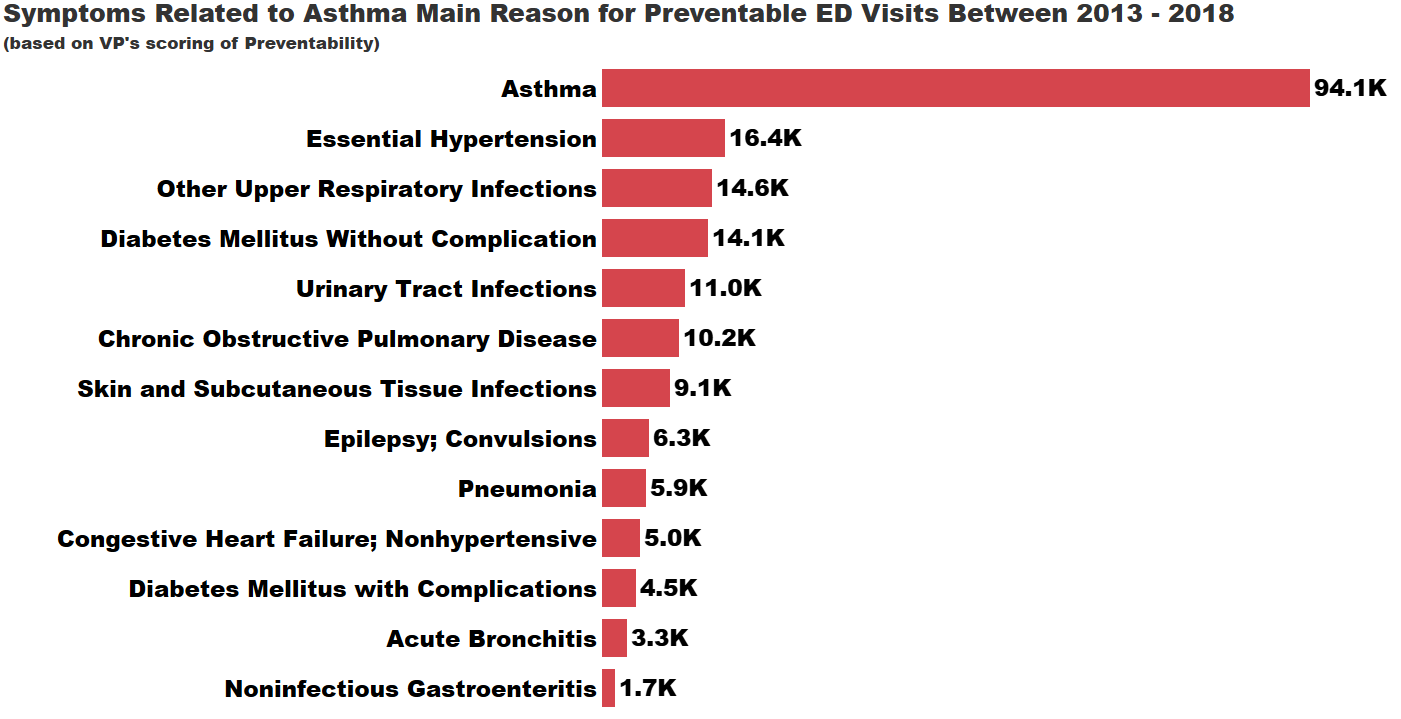 Symptoms Related to Asthma Main Reason for Preventable ED Visits Between 2013 - 2018
(based on VP's scoring of Preventability)
Asthma 94.1K
Essential Hypertension 16.4K
Other Upper Respiratory Infections 14.6K
Diabetes Mellitus Without Complication 14.1K
Urinary Tract Infections 11.0K
Chronic Obstructive Pulmonary Disease 10.2K
Skin and Subcutaneous Tissue Infections 9.1K
Epilepsy; Convulsions 6.3K
Pneumonia 5.9K
Congestive Heart Failure; Nonhypertensive 5.0K
Diabetes Mellitus with Complications 4.5K
Acute Bronchitis 3.3K
Noninfectious Gastroenteritis 1.7K